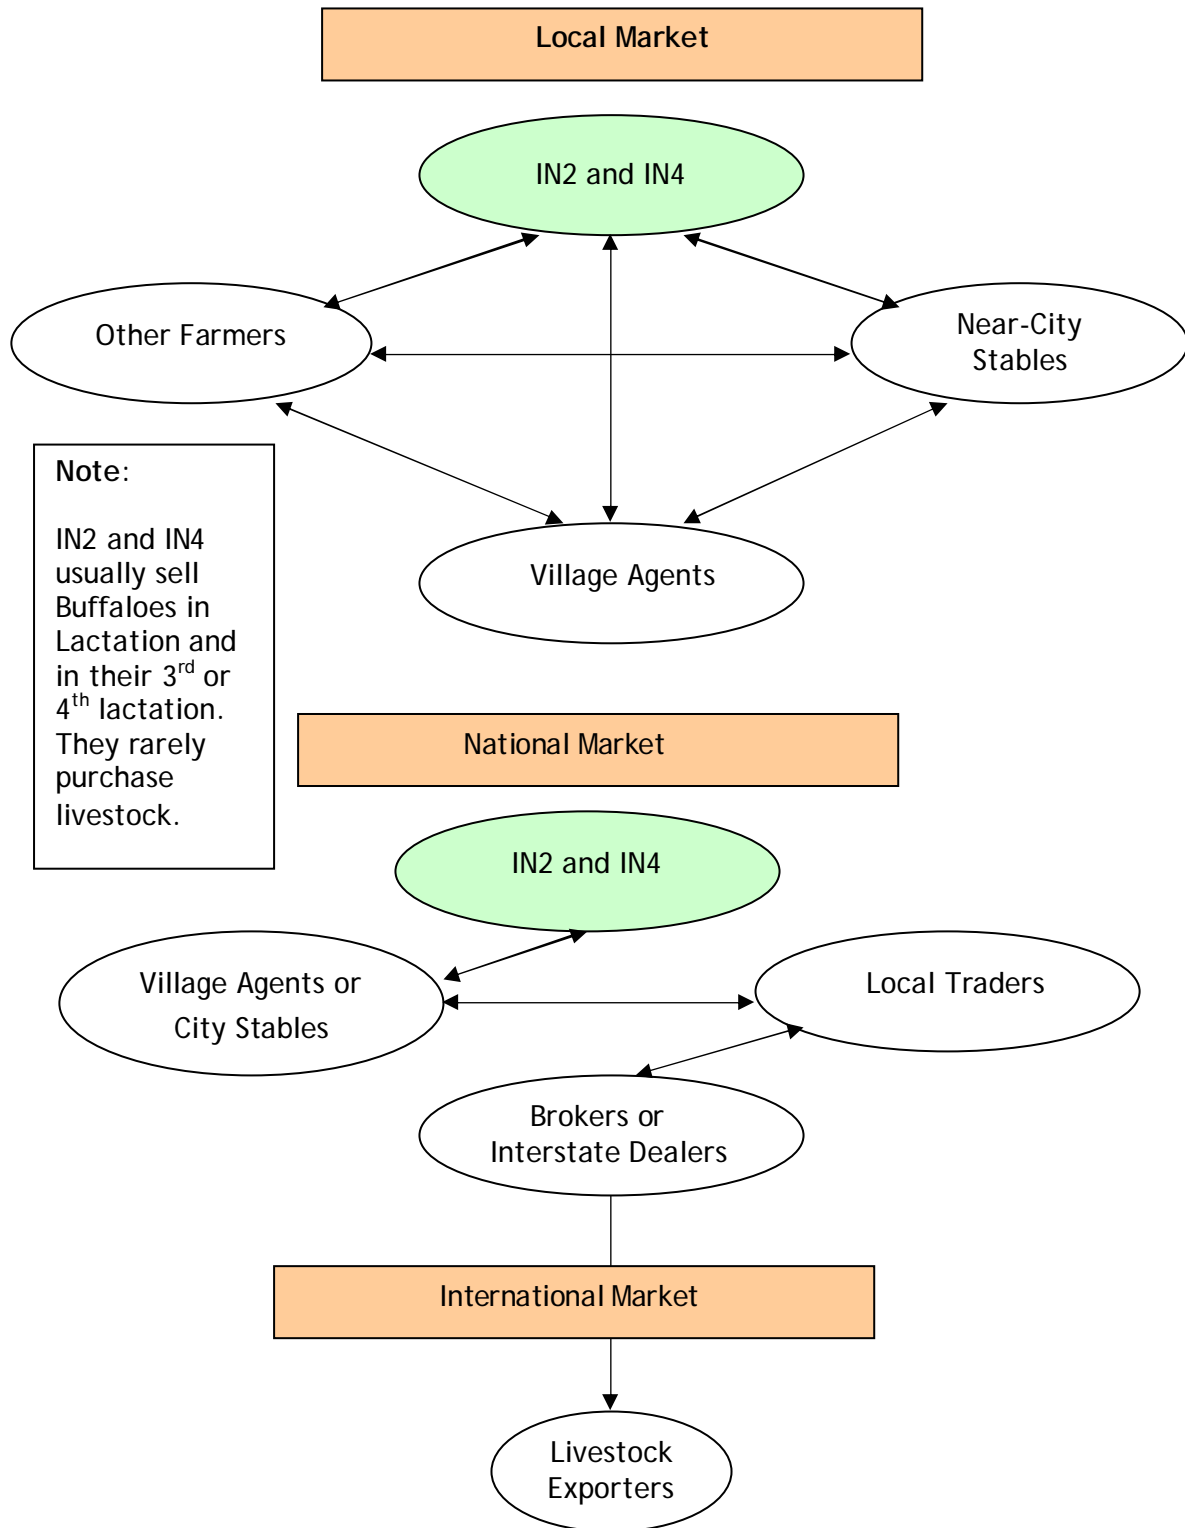 Local Market
IN2 and IN4
Other Farmers
Near-City
Stables
Village Agents
Note:
IN2 and IN4
usually sell
Buffaloes in
Lactation and
in their 3rd or
4th lactation.
They rarely
purchase
livestock.
National Market
IN2 and IN4
Village Agents or
City Stables
Local Traders
Brokers or
Interstate Dealers
International Market
Livestock
Exporters